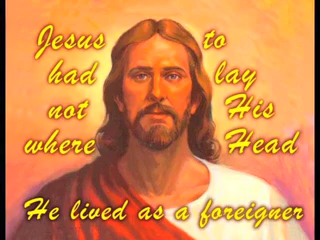 Jesus to
had lay
not His
where Head
He lived as a foreigner